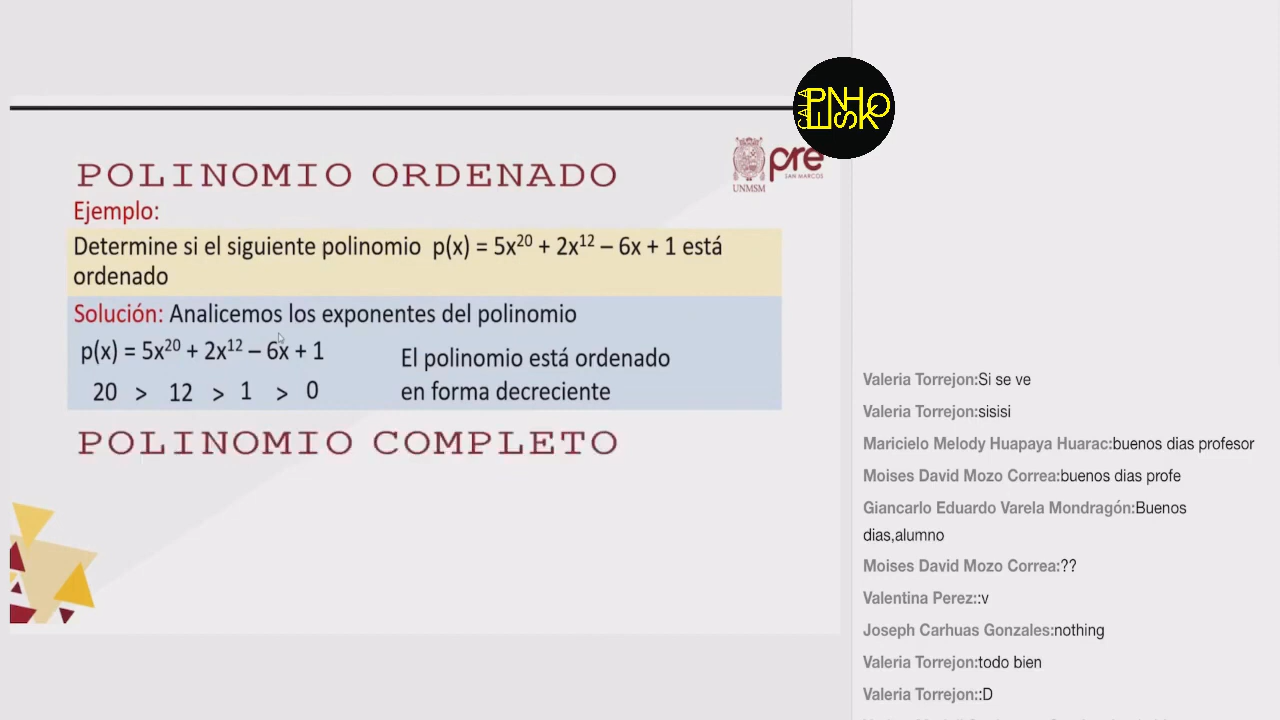 CALA
PENHO
ESK
POLINOMIO ORDENADO
pre
SAN MARCOS
UNMSM
Ejemplo:
Determine si el siguiente polinomio p(x) = 5x²⁰ + 2x¹² – 6x + 1 está
ordenado
Solución: Analicemos los exponentes del polinomio
p(x) = 5x²⁰ + 2x¹² – 6x + 1
20 > 12 > 1 > 0
El polinomio está ordenado
en forma decreciente
POLINOMIO COMPLETO
Valeria Torrejon:Si se ve
Valeria Torrejon:sisisi
Maricielo Melody Huapaya Huarac:buenos dias profesor
Moises David Mozo Correa:buenos dias profe
Giancarlo Eduardo Varela Mondragón:Buenos
dias,alumno
Moises David Mozo Correa:??
Valentina Perez::v
Joseph Carhuas Gonzales:nothing
Valeria Torrejon:todo bien
Valeria Torrejon::D